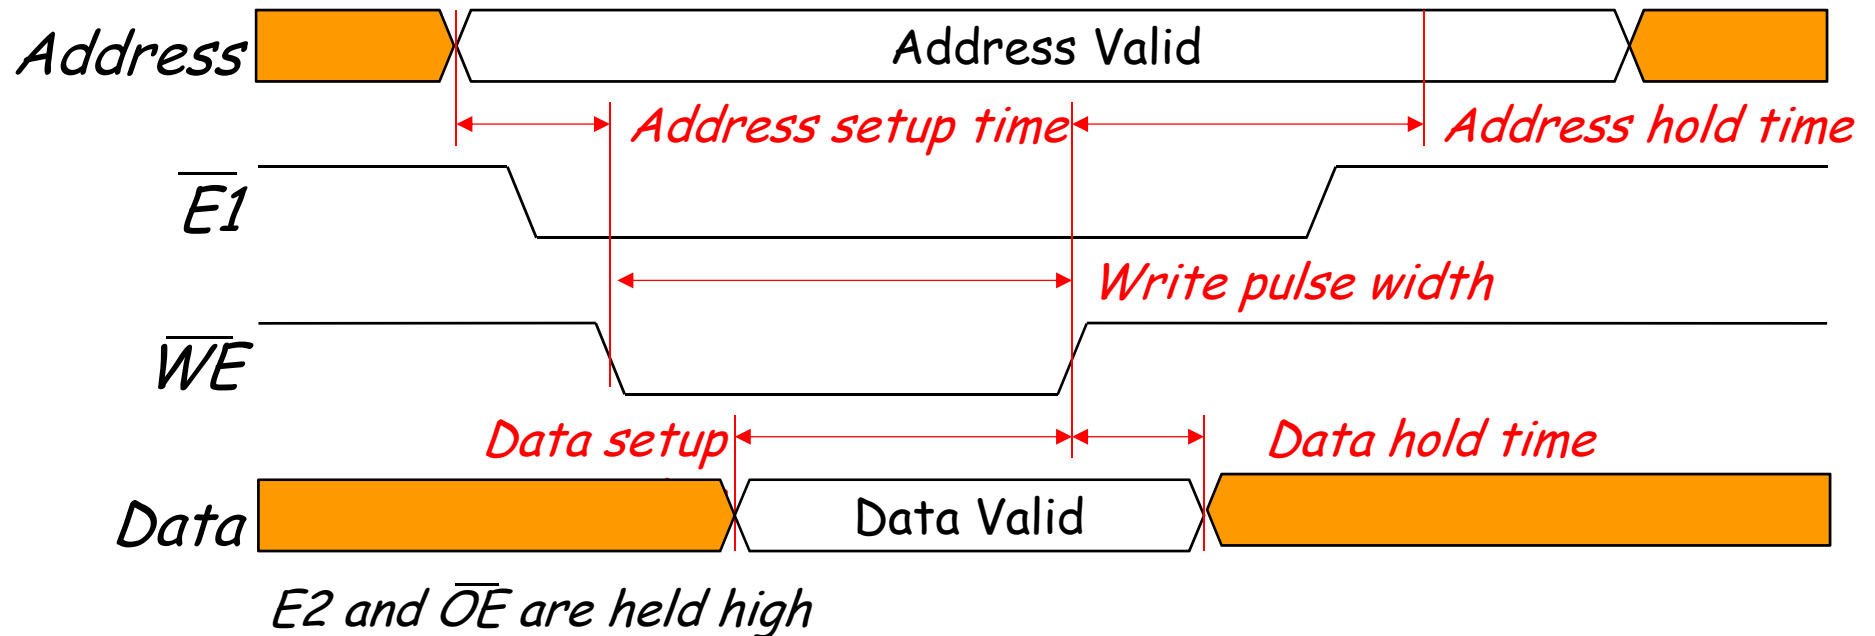 Address
Address Valid
Address setup time
Address hold time
E1
Write pulse width
WE
Data setup
Data hold time
Data
Data Valid
E2 and OE are held high